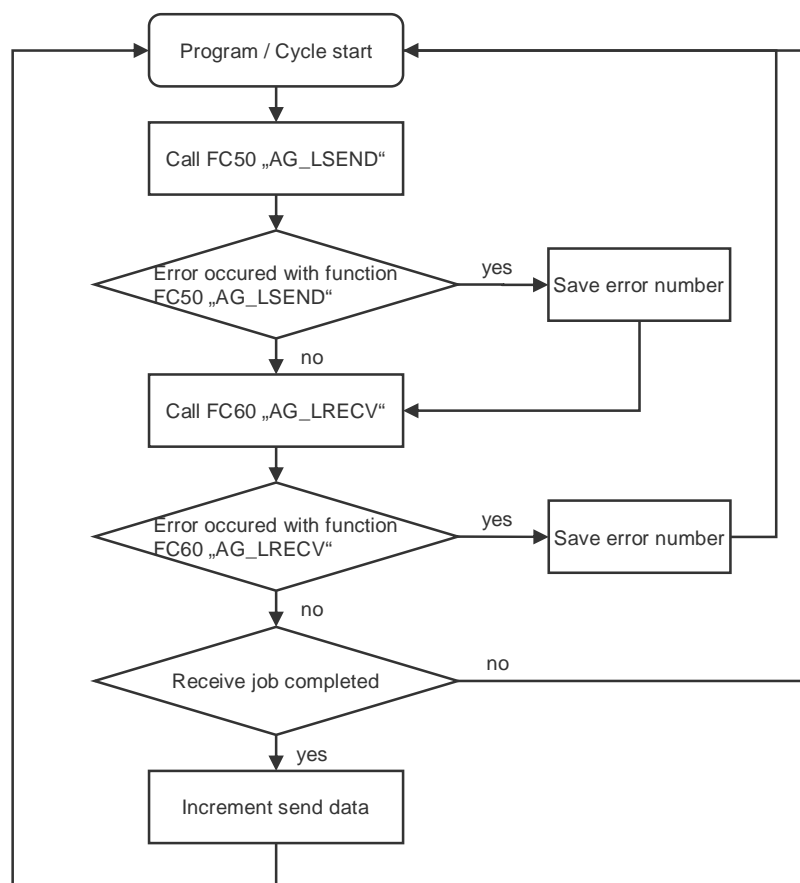 Program / Cycle start
Call FC50 „AG_LSEND“
Error occured with function
FC50 „AG_LSEND“
yes
Save error number
no
Call FC60 „AG_LRECV“
Error occured with function
FC60 „AG_LRECV“
yes
Save error number
no
Receive job completed
no
yes
Increment send data